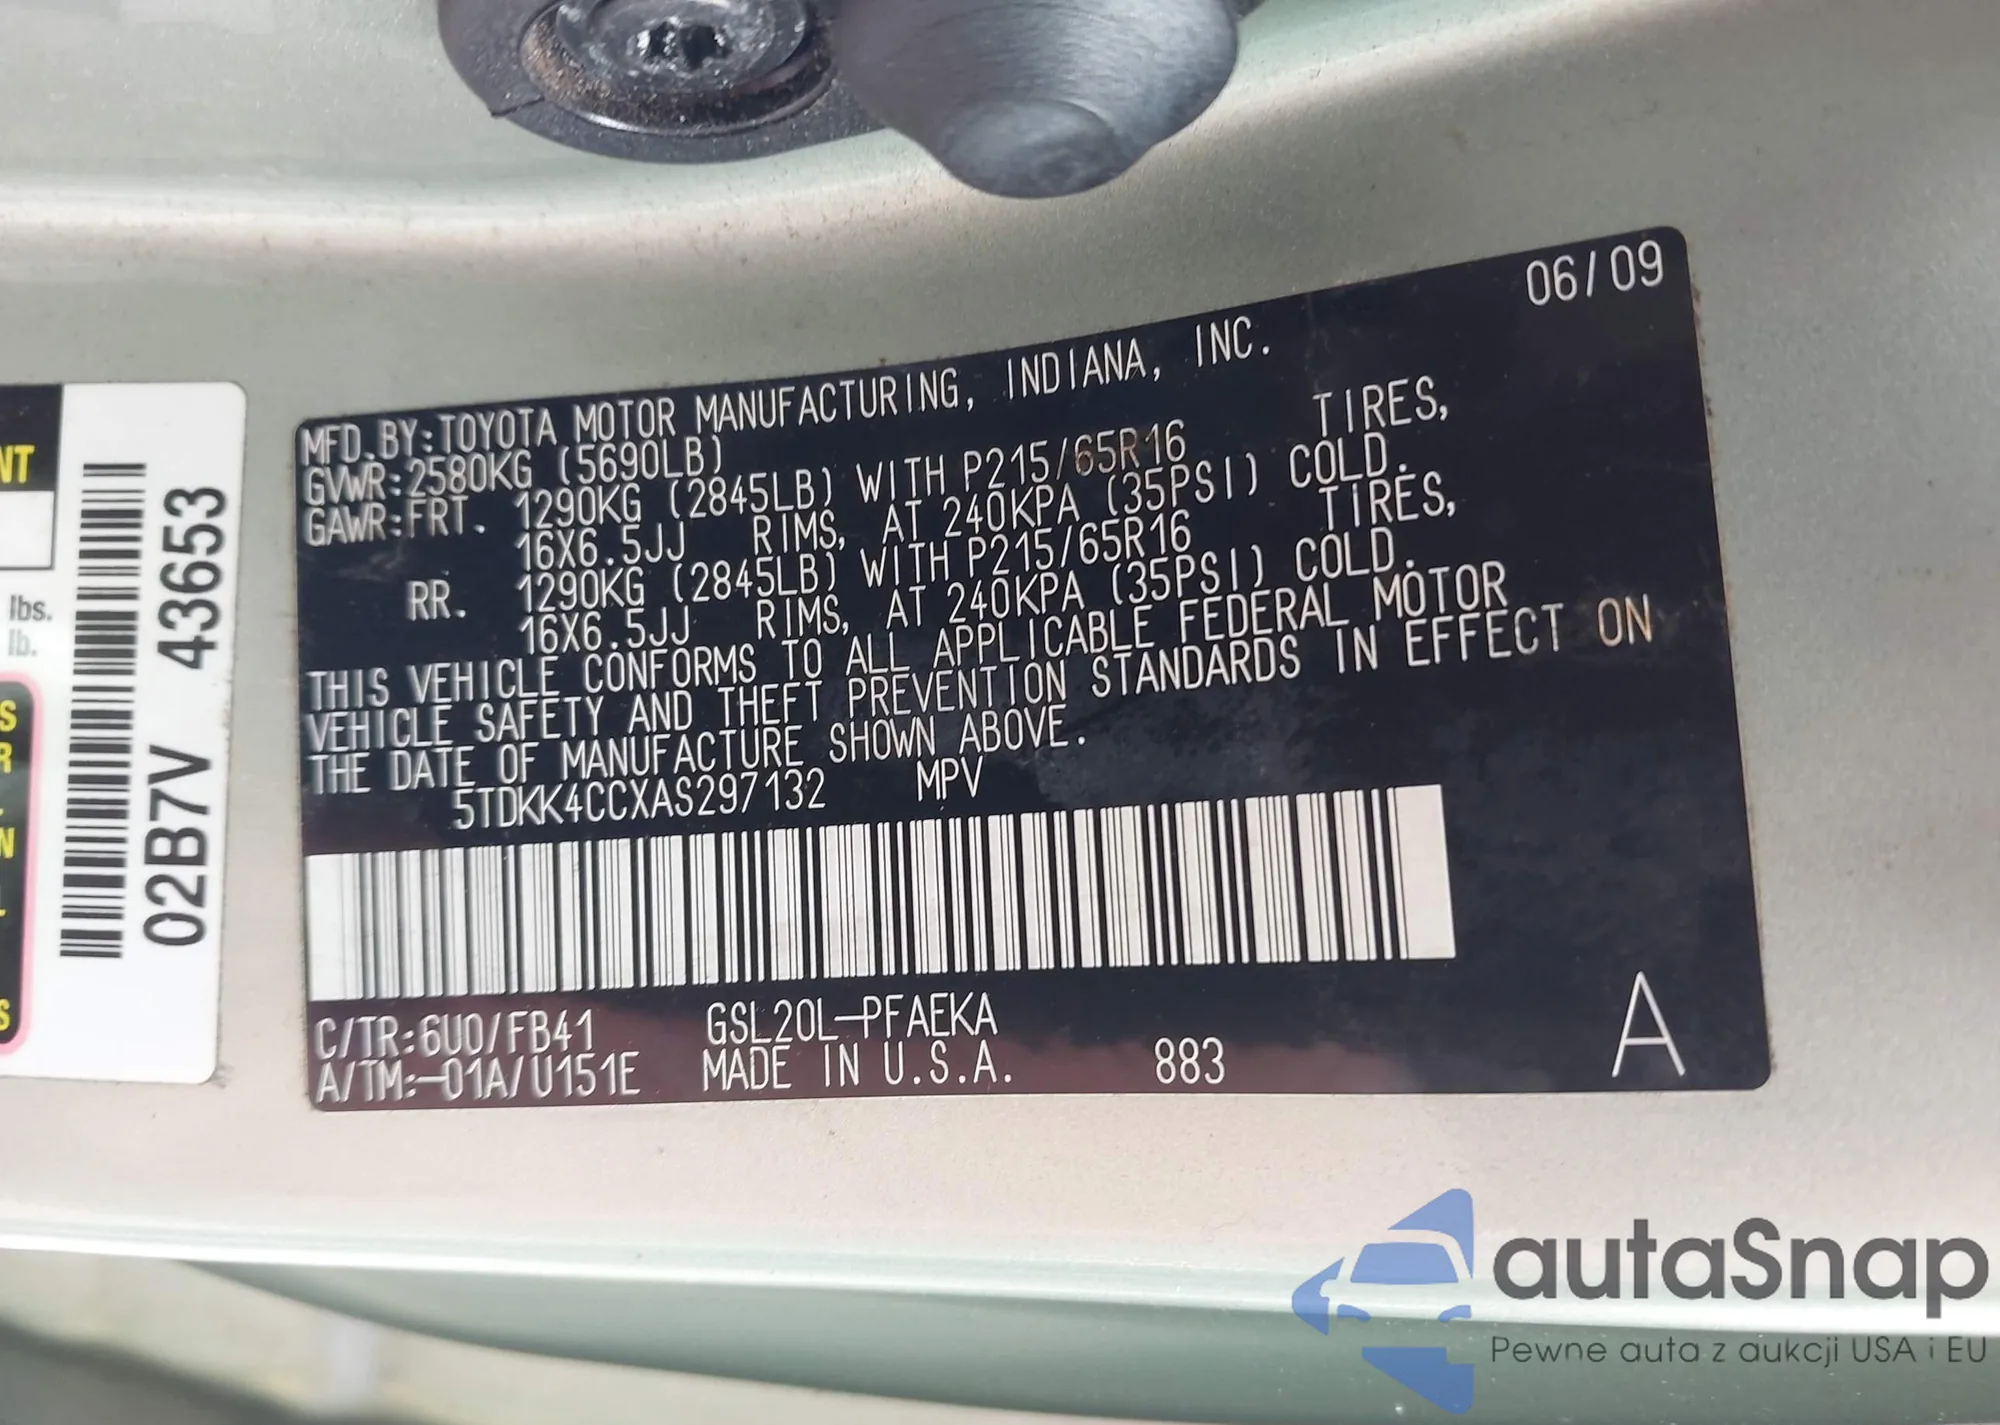 06/09
MFD.BY:TOYOTA MOTOR MANUFACTURING, INDIANA, INC.
GVWR:2580KG (5690LB)
GAWR:FRT. 1290KG (2845LB) WITH P215/65R16 TIRES,
16X6.5JJ RIMS, AT 240KPA (35PSI) COLD.
RR. 1290KG (2845LB) WITH P215/65R16 TIRES,
16X6.5JJ RIMS, AT 240KPA (35PSI) COLD.
THIS VEHICLE CONFORMS TO ALL APPLICABLE FEDERAL MOTOR
VEHICLE SAFETY AND THEFT PREVENTION STANDARDS IN EFFECT ON
THE DATE OF MANUFACTURE SHOWN ABOVE.
5TDKK4CCXAS297132 MPV
C/TR:6U0/FB41 GSL20L-PFAEKA
A/TM:-01A/U151E MADE IN U.S.A. 883
A
02B7V 43653
NT
lbs.
lb.
S
R
N
S
autaSnap
Pewne auta z aukcji USA i EU